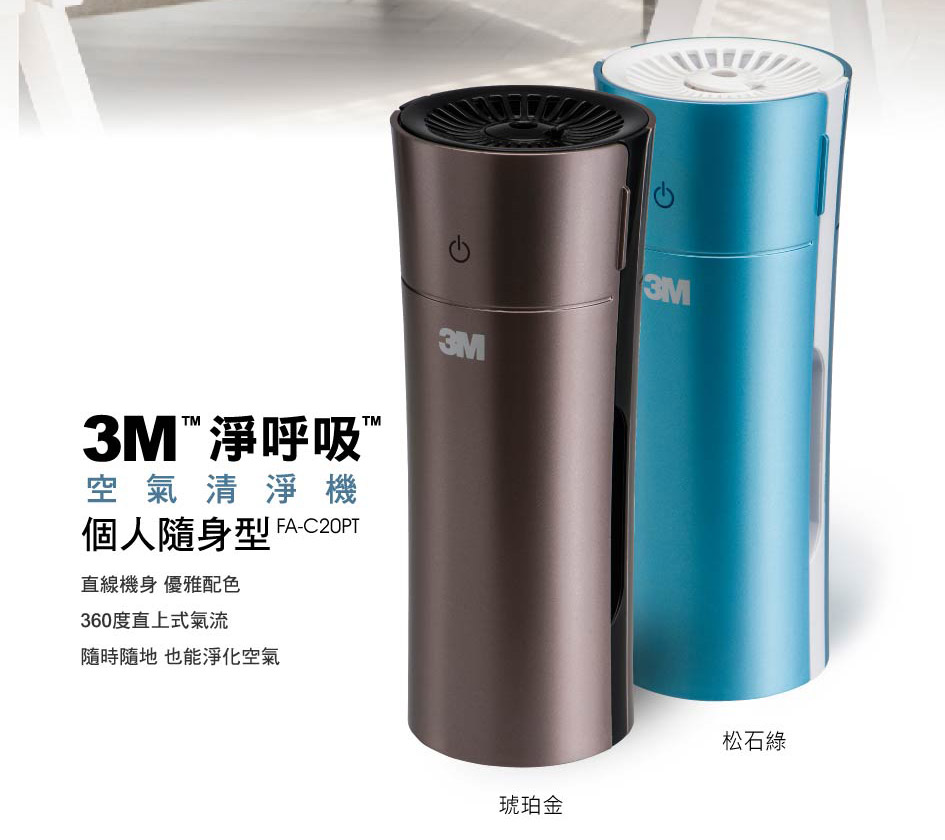 3M™ 淨呼吸™
空氣清淨機
個人隨身型 FA-C20PT
直線機身 優雅配色
360度直上式氣流
隨時隨地 也能淨化空氣
3M
3M
松石綠
琥珀金